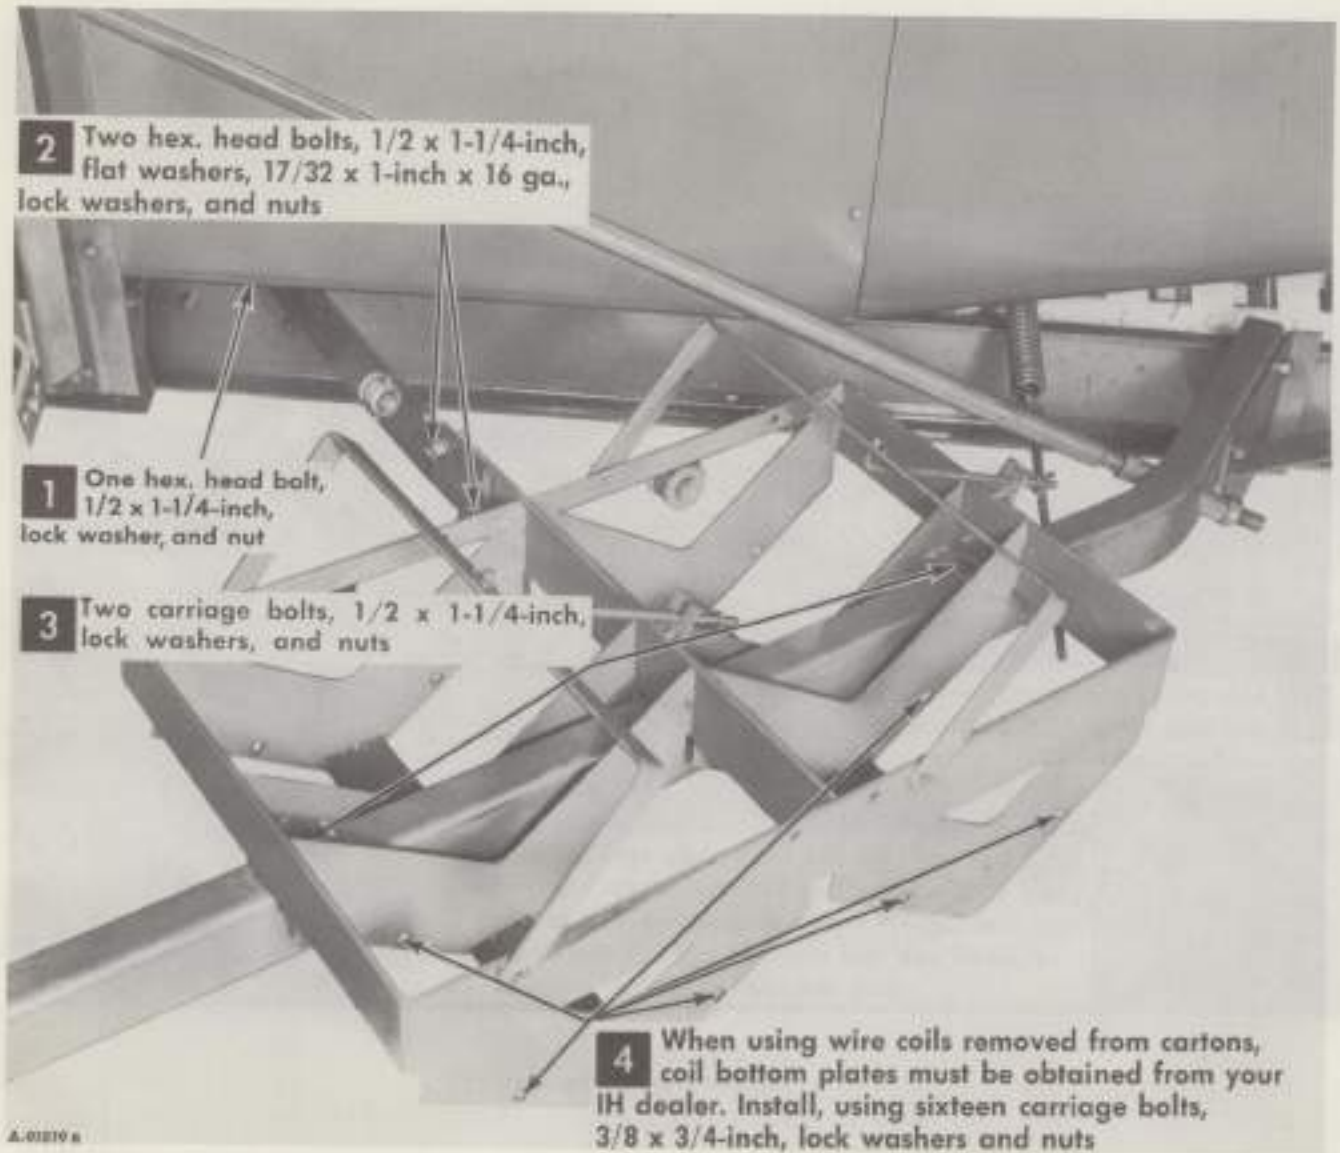 2 Two hex. head bolts, 1/2 x 1-1/4-inch,
flat washers, 17/32 x 1-inch x 16 ga.,
lock washers, and nuts
1 One hex. head bolt,
1/2 x 1-1/4-inch,
lock washer, and nut
3 Two carriage bolts, 1/2 x 1-1/4-inch,
lock washers, and nuts
4 When using wire coils removed from cartons,
coil bottom plates must be obtained from your
IH dealer. Install, using sixteen carriage bolts,
3/8 x 3/4-inch, lock washers and nuts